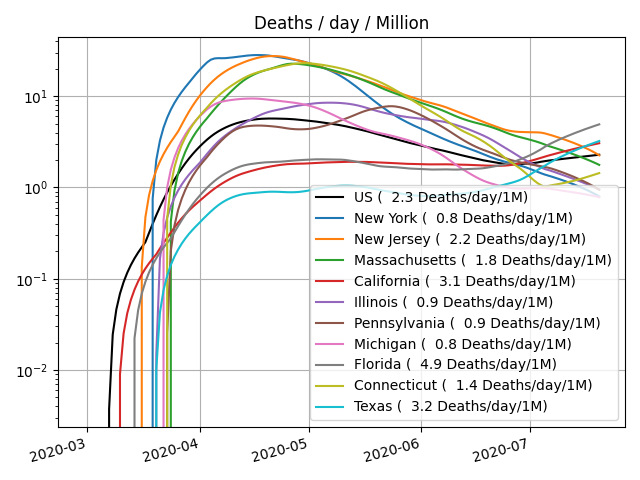 Deaths / day / Million
10¹
10⁰
10⁻¹
10⁻²
US (  2.3 Deaths/day/1M)
New York (  0.8 Deaths/day/1M)
New Jersey (  2.2 Deaths/day/1M)
Massachusetts (  1.8 Deaths/day/1M)
California (  3.1 Deaths/day/1M)
Illinois (  0.9 Deaths/day/1M)
Pennsylvania (  0.9 Deaths/day/1M)
Michigan (  0.8 Deaths/day/1M)
Florida (  4.9 Deaths/day/1M)
Connecticut (  1.4 Deaths/day/1M)
Texas (  3.2 Deaths/day/1M)
2020-03 2020-04 2020-05 2020-06 2020-07